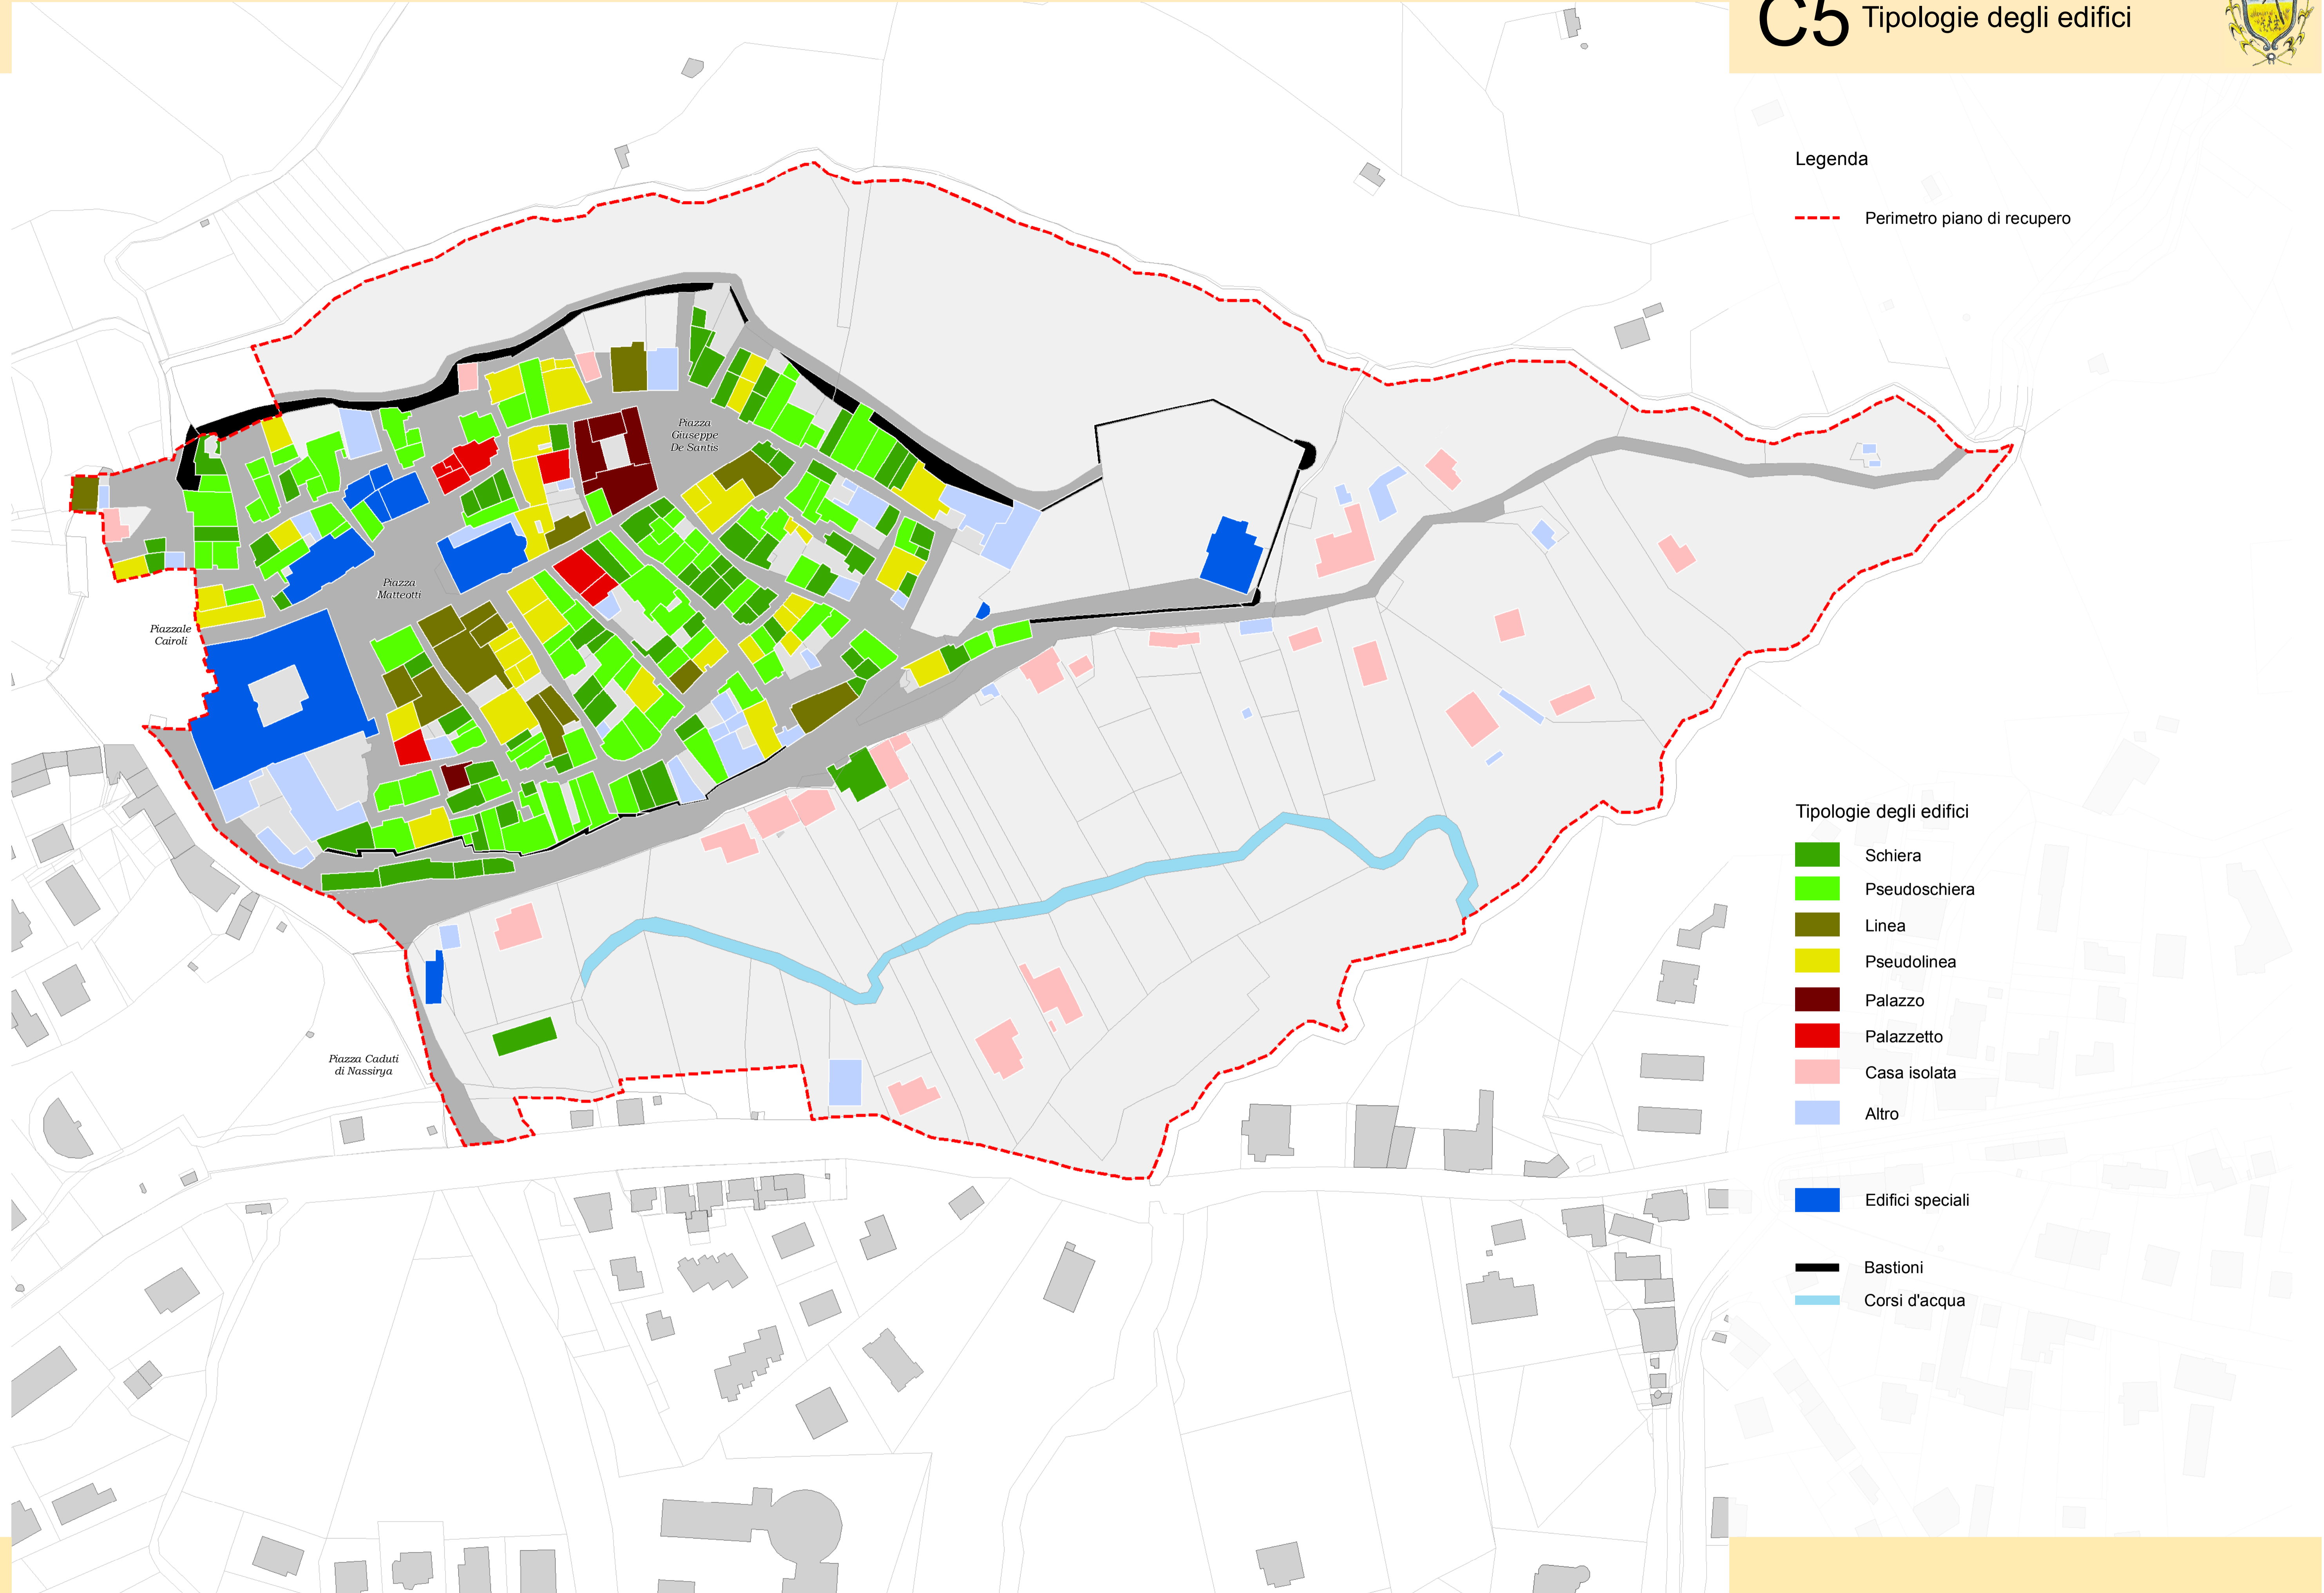 C5 Tipologie degli edifici
Legenda
Perimetro piano di recupero
Piazza
Giuseppe
De Santis
Piazza
Matteotti
Piazzale
Cairoli
Piazza Caduti
di Nassirya
Tipologie degli edifici
Schiera
Pseudoschiera
Linea
Pseudolinea
Palazzo
Palazzetto
Casa isolata
Altro
Edifici speciali
Bastioni
Corsi d'acqua